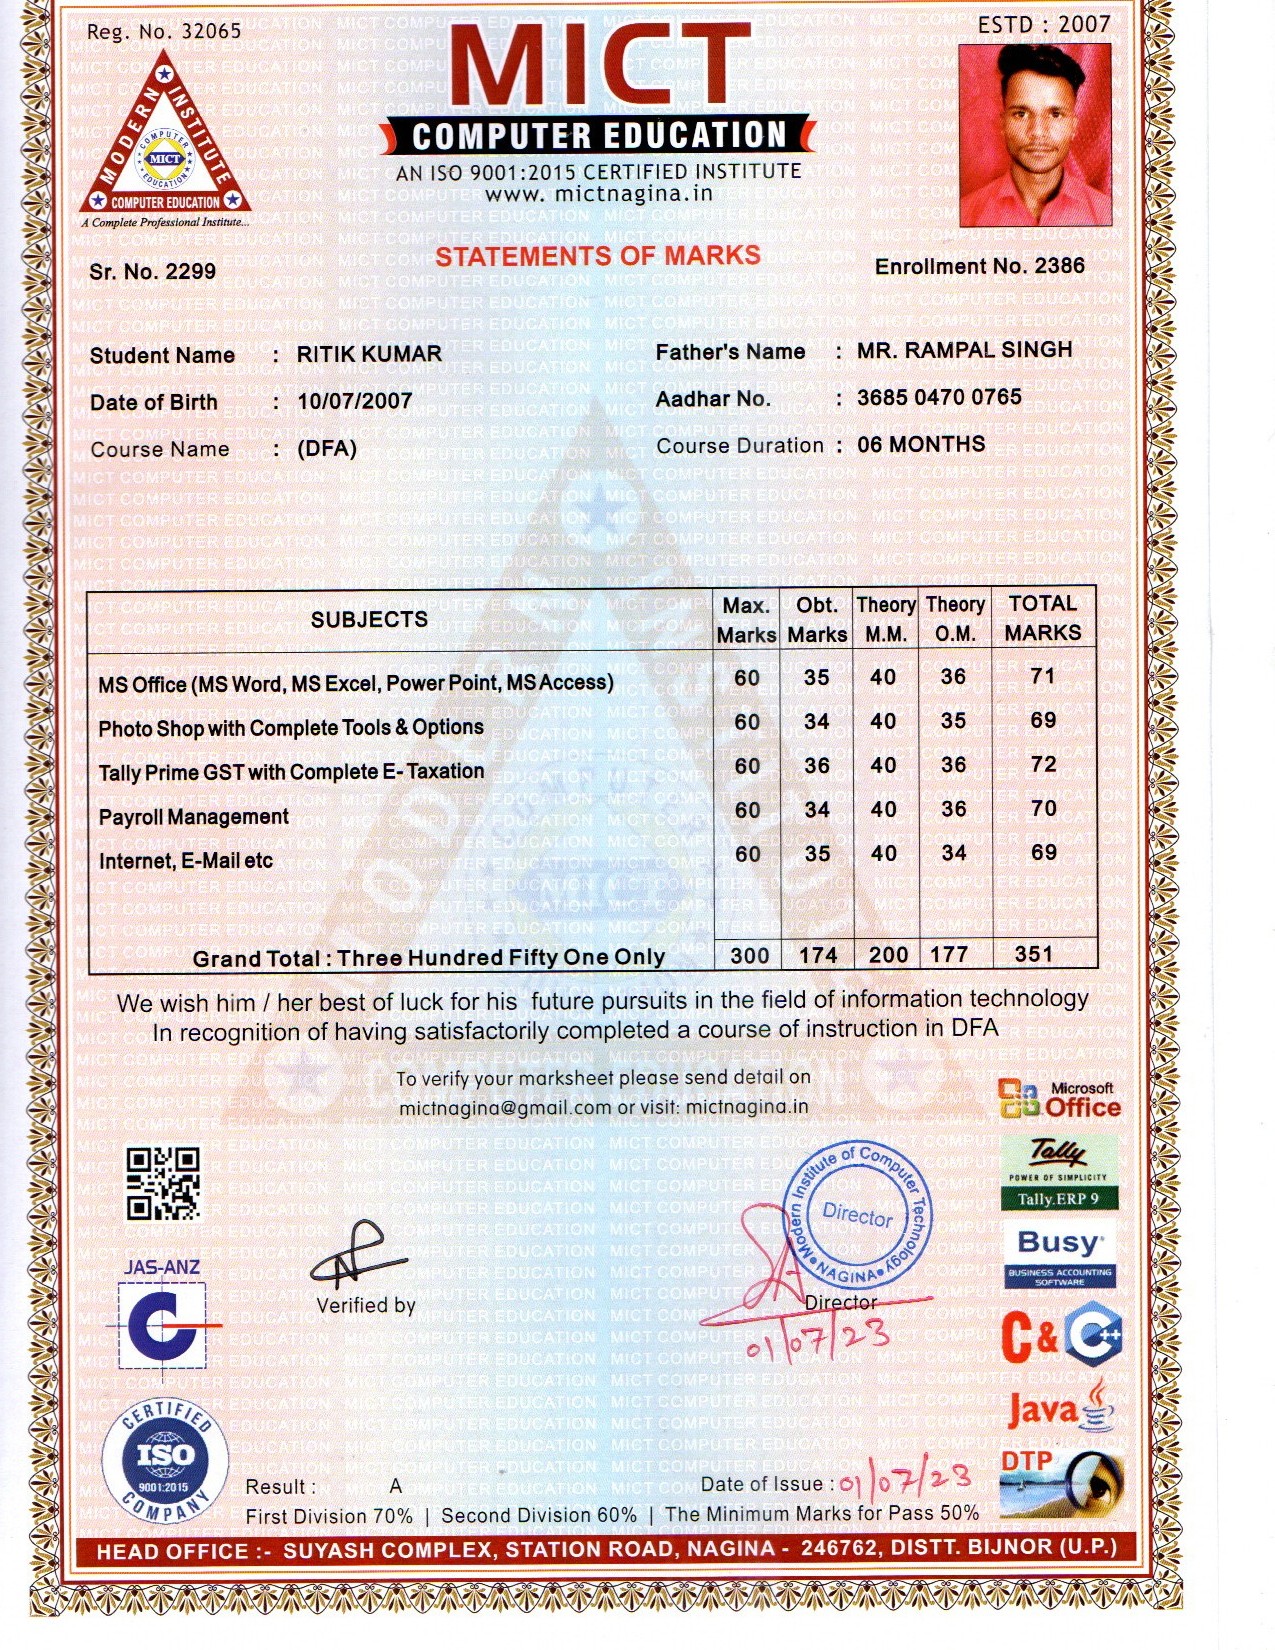 Reg. No. 32065
ESTD : 2007
MICT
COMPUTER EDUCATION
AN ISO 9001:2015 CERTIFIED INSTITUTE
www. mictnagina.in
MODERN INSTITUTE
COMPUTER
MICT
EDUCATION
COMPUTER EDUCATION
A Complete Professional Institute...
STATEMENTS OF MARKS
Sr. No. 2299
Enrollment No. 2386
Student Name : RITIK KUMAR
Father's Name : MR. RAMPAL SINGH
Date of Birth : 10/07/2007
Aadhar No. : 3685 0470 0765
Course Name : (DFA)
Course Duration : 06 MONTHS
SUBJECTS Max. Marks Obt. Marks Theory M.M. Theory O.M. TOTAL MARKS
MS Office (MS Word, MS Excel, Power Point, MS Access) 60 35 40 36 71
Photo Shop with Complete Tools & Options 60 34 40 35 69
Tally Prime GST with Complete E- Taxation 60 36 40 36 72
Payroll Management 60 34 40 36 70
Internet, E-Mail etc 60 35 40 34 69
Grand Total : Three Hundred Fifty One Only 300 174 200 177 351
We wish him / her best of luck for his future pursuits in the field of information technology
In recognition of having satisfactorily completed a course of instruction in DFA
To verify your marksheet please send detail on
mictnagina@gmail.com or visit: mictnagina.in
Microsoft
Office
Tally
POWER OF SIMPLICITY
Tally.ERP 9
Busy
BUSINESS ACCOUNTING
SOFTWARE
C & C++
Java
DTP
Modern Institute of Computer Technology
Director
NAGINA
Director
01/07/23
Verified by
JAS-ANZ
C
CERTIFIED
ISO
9001:2015
COMPANY
Result : A
Date of Issue : 01/07/23
First Division 70% | Second Division 60% | The Minimum Marks for Pass 50%
HEAD OFFICE :- SUYASH COMPLEX, STATION ROAD, NAGINA - 246762, DISTT. BIJNOR (U.P.)